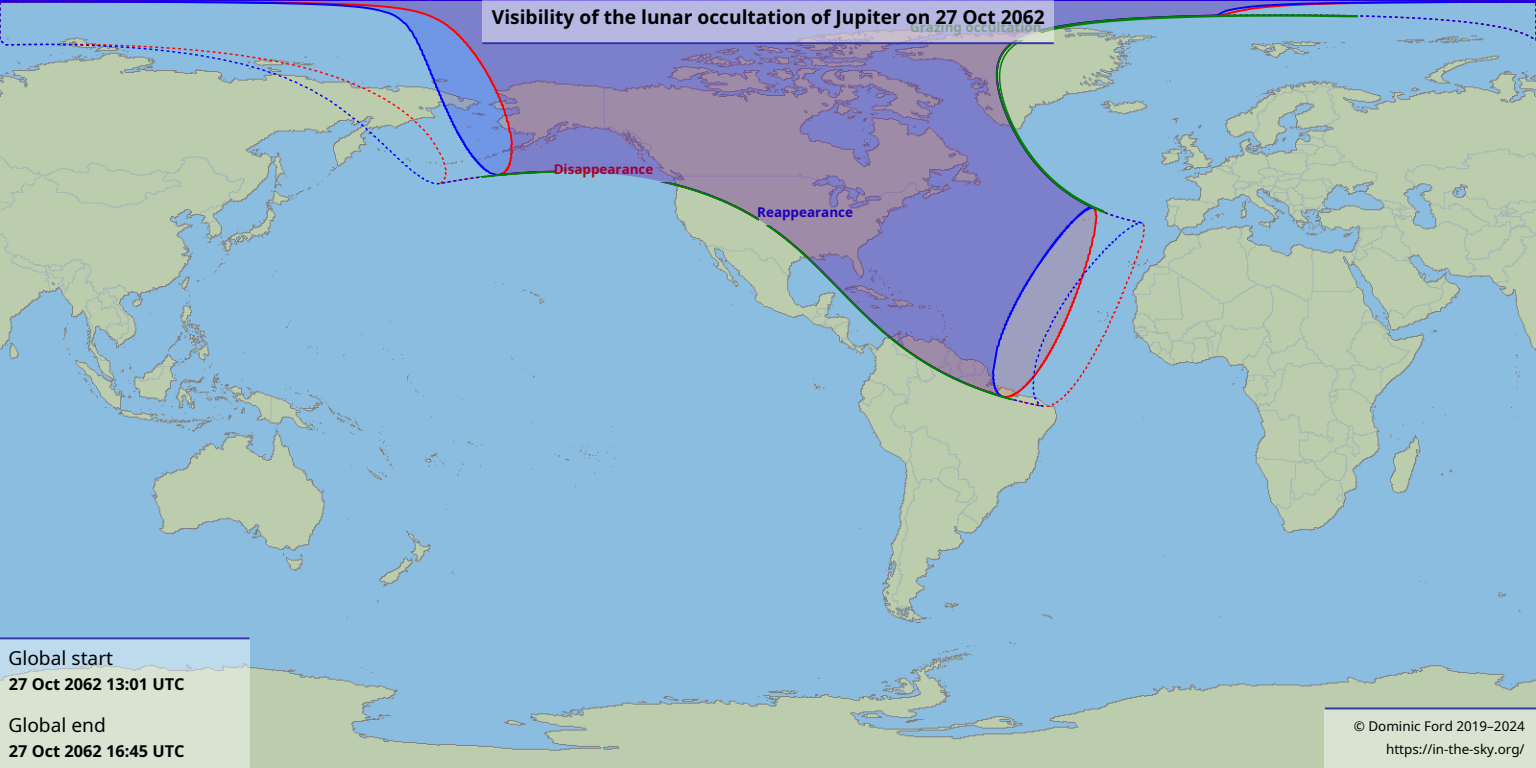 Visibility of the lunar occultation of Jupiter on 27 Oct 2062
Grazing occultation
Disappearance
Reappearance
Global start
27 Oct 2062 13:01 UTC
Global end
27 Oct 2062 16:45 UTC
© Dominic Ford 2019–2024
https://in-the-sky.org/